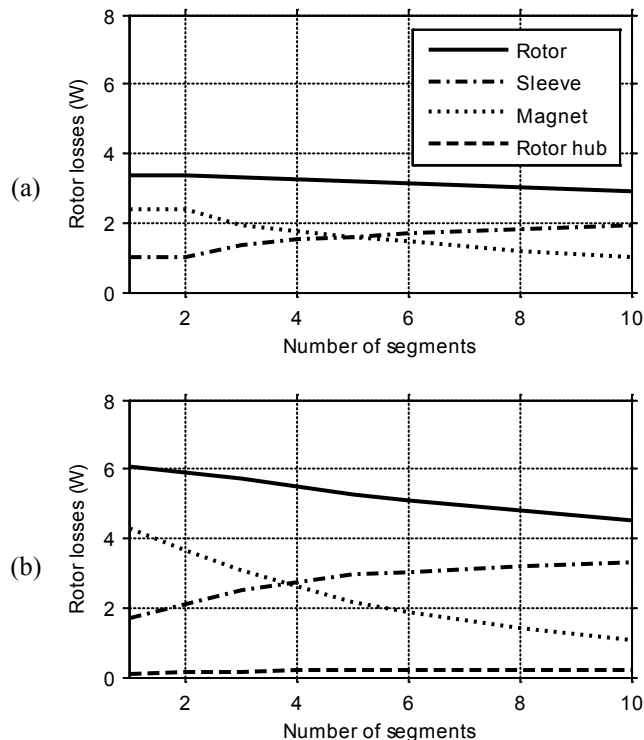 (a)
Rotor losses (W)
8
6
4
2
0
2 4 6 8 10
Number of segments
Rotor
Sleeve
Magnet
Rotor hub
(b)
Rotor losses (W)
8
6
4
2
0
2 4 6 8 10
Number of segments